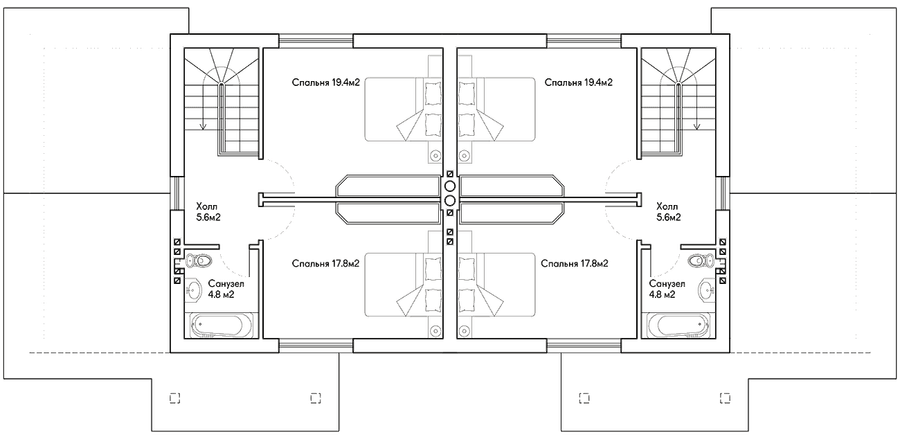 Спальня 19.4м2
Спальня 19.4м2
Холл
5.6м2
Холл
5.6м2
Спальня 17.8м2
Спальня 17.8м2
Санузел
4.8 м2
Санузел
4.8 м2